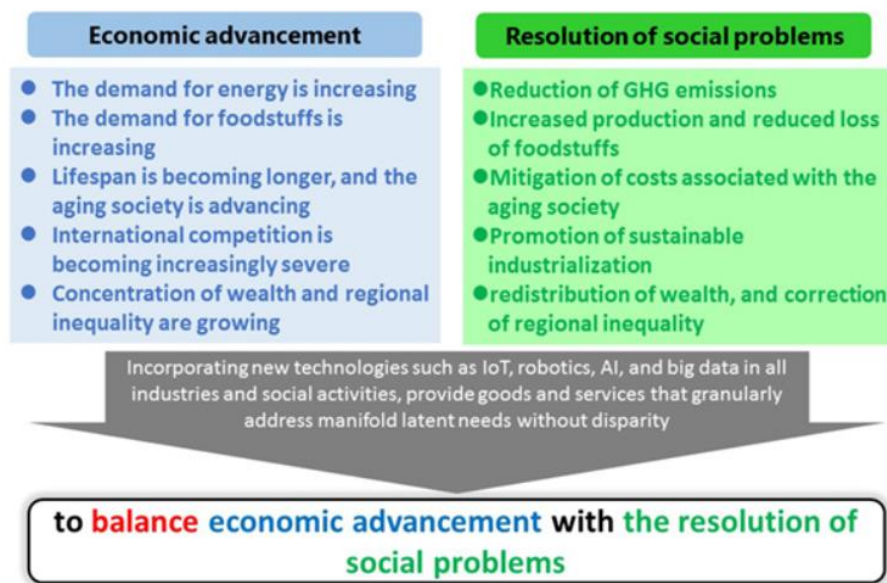 Economic advancement
● The demand for energy is increasing
● The demand for foodstuffs is
increasing
● Lifespan is becoming longer, and the
aging society is advancing
● International competition is
becoming increasingly severe
● Concentration of wealth and regional
inequality are growing
Resolution of social problems
●Reduction of GHG emissions
●Increased production and reduced loss
of foodstuffs
●Mitigation of costs associated with the
aging society
●Promotion of sustainable
industrialization
●redistribution of wealth, and correction
of regional inequality
Incorporating new technologies such as IoT, robotics, AI, and big data in all
industries and social activities, provide goods and services that granularly
address manifold latent needs without disparity
to balance economic advancement with the resolution of
social problems